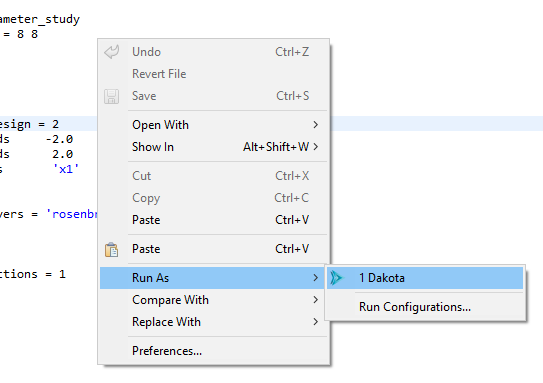 ameter_study
= 8 8
Undo Ctrl+Z
Revert File
Save Ctrl+S
esign = 2
Open With
ds -2.0
Show In Alt+Shift+W
ds 2.0
s 'x1'
Cut Ctrl+X
Copy Ctrl+C
vers = 'rosenbr
Paste Ctrl+V
Paste Ctrl+V
ctions = 1
Run As
1 Dakota
Compare With
Run Configurations...
Replace With
Preferences...